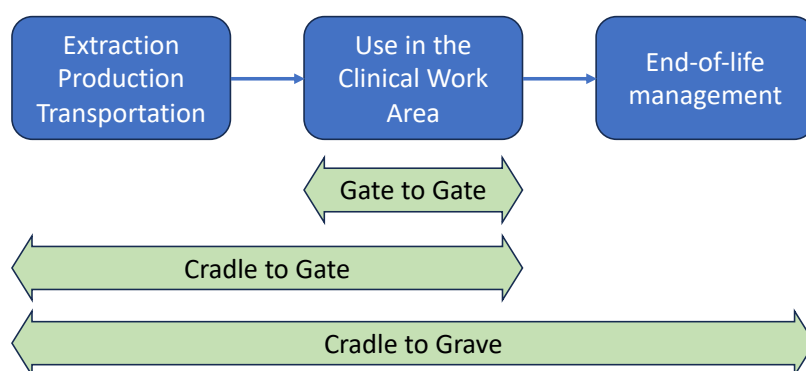 Extraction
Production
Transportation
Use in the
Clinical Work
Area
End-of-life
management
Gate to Gate
Cradle to Gate
Cradle to Grave